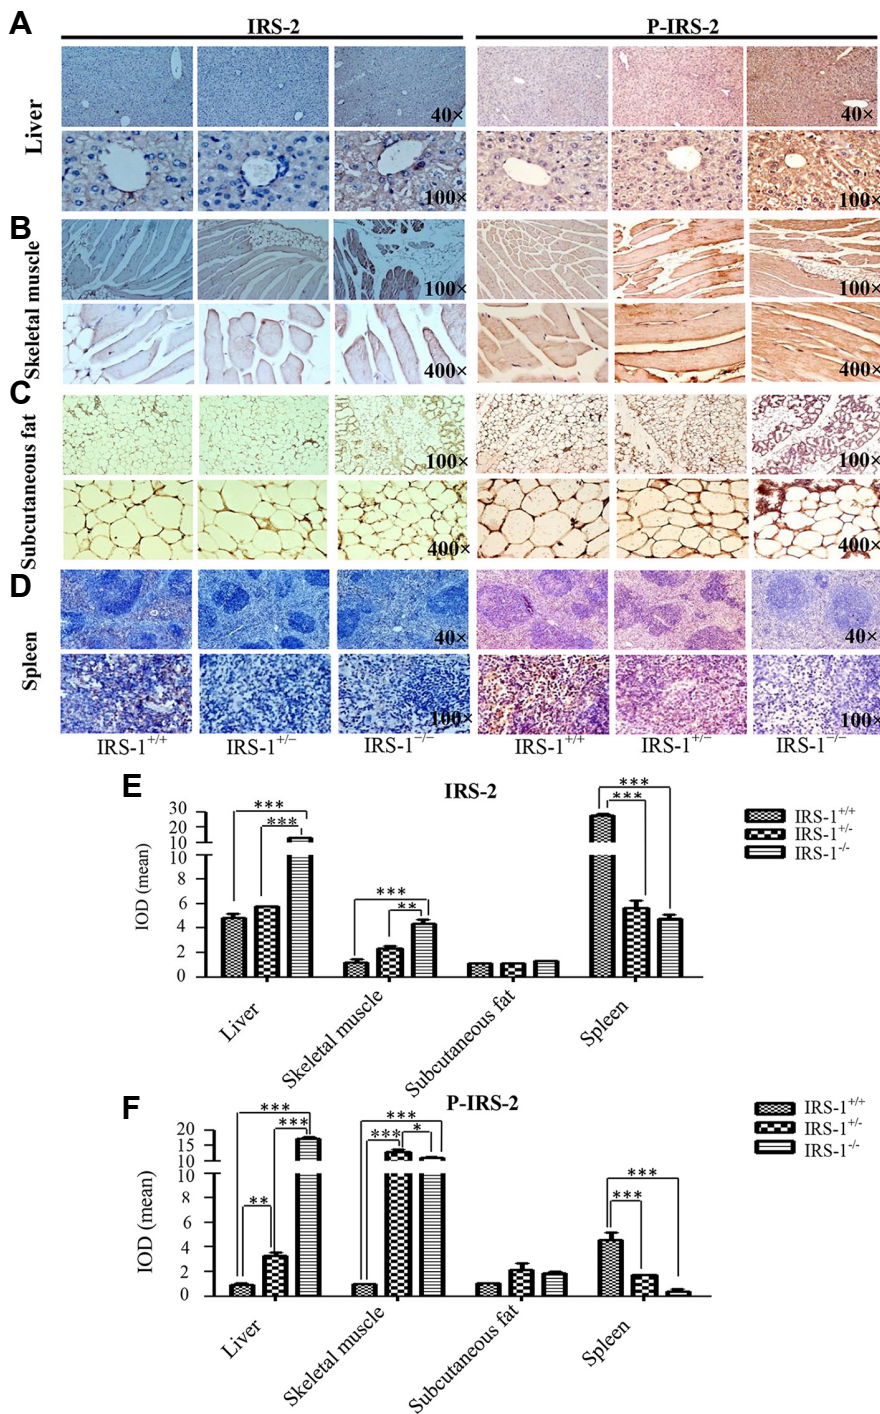 A
IRS-2
P-IRS-2
Liver
40×
40×
100×
100×
B
Skeletal muscle
100×
100×
400×
400×
C
Subcutaneous fat
100×
100×
400×
400×
D
Spleen
40×
40×
100×
100×
IRS-1+/+ IRS-1+/− IRS-1−/− IRS-1+/+ IRS-1+/− IRS-1−/−
E
IRS-2
IOD (mean)
30
20
10
8
6
4
2
0
***
***
***
**
***
***
Liver
Skeletal muscle
Subcutaneous fat
Spleen
IRS-1+/+
IRS-1+/-
IRS-1-/-
F
P-IRS-2
IOD (mean)
20
15
10
10
8
6
4
2
0
***
***
**
***
***
*
***
***
Liver
Skeletal muscle
Subcutaneous fat
Spleen
IRS-1+/+
IRS-1+/-
IRS-1-/-